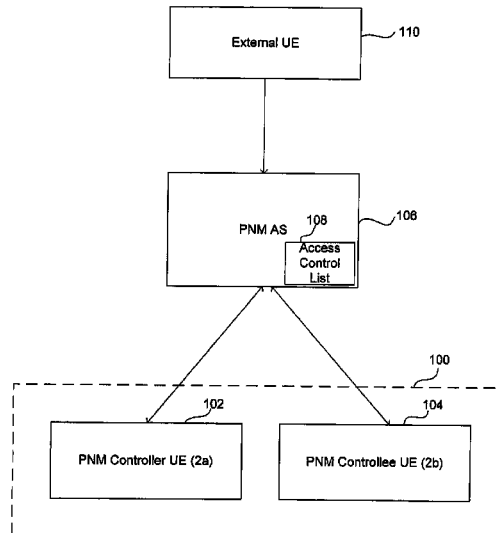 110
External UE
PNM AS
108
106
Access
Control
List
100
102
104
PNM Controller UE (2a)
PNM Controllee UE (2b)